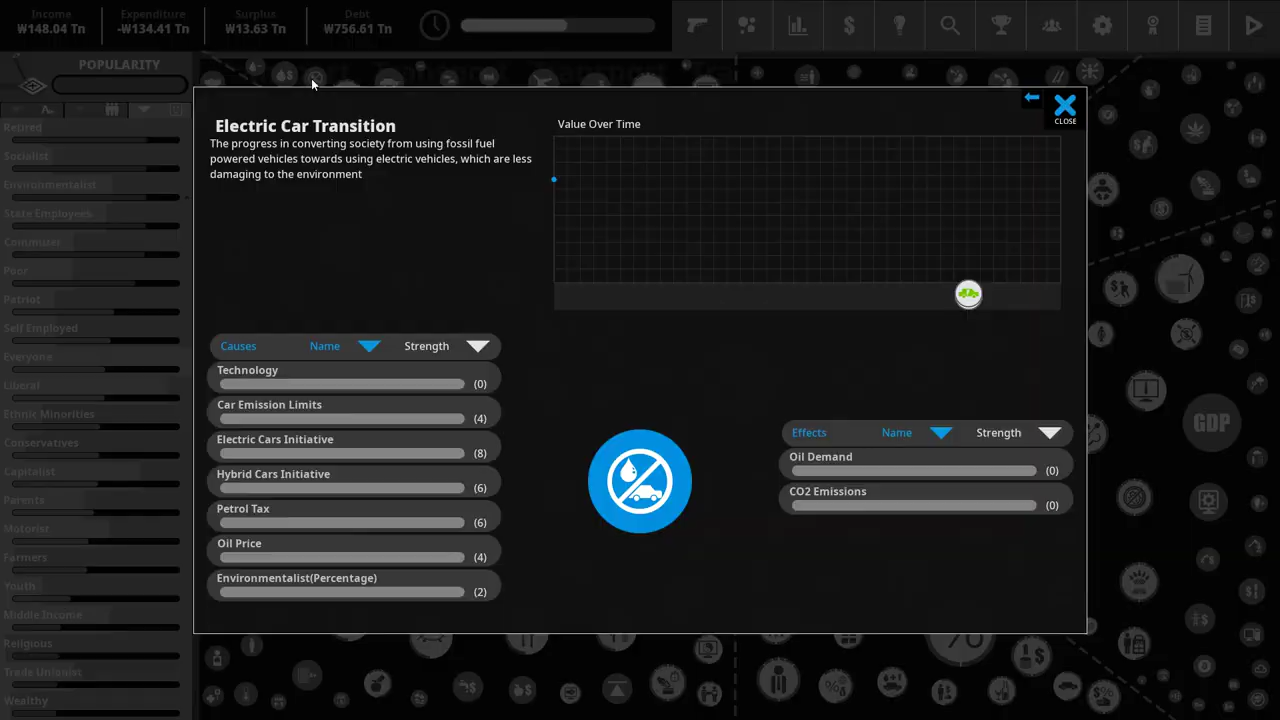 Income Expenditure Surplus Debt
₩148.04 Tn -₩134.41 Tn ₩13.63 Tn ₩756.61 Tn
POPULARITY
Retired
Socialist
Environmentalist
State Employees
Commuter
Poor
Patriot
Self Employed
Everyone
Liberal
Ethnic Minorities
Conservatives
Capitalist
Parents
Motorist
Farmers
Youth
Middle Income
Religious
Trade Unionist
Wealthy
Electric Car Transition
The progress in converting society from using fossil fuel
powered vehicles towards using electric vehicles, which are less
damaging to the environment
Value Over Time
CLOSE
Causes Name Strength
Technology
(0)
Car Emission Limits
(4)
Electric Cars Initiative
(8)
Hybrid Cars Initiative
(6)
Petrol Tax
(6)
Oil Price
(4)
Environmentalist(Percentage)
(2)
Effects Name Strength
Oil Demand
(0)
CO2 Emissions
(0)
GDP